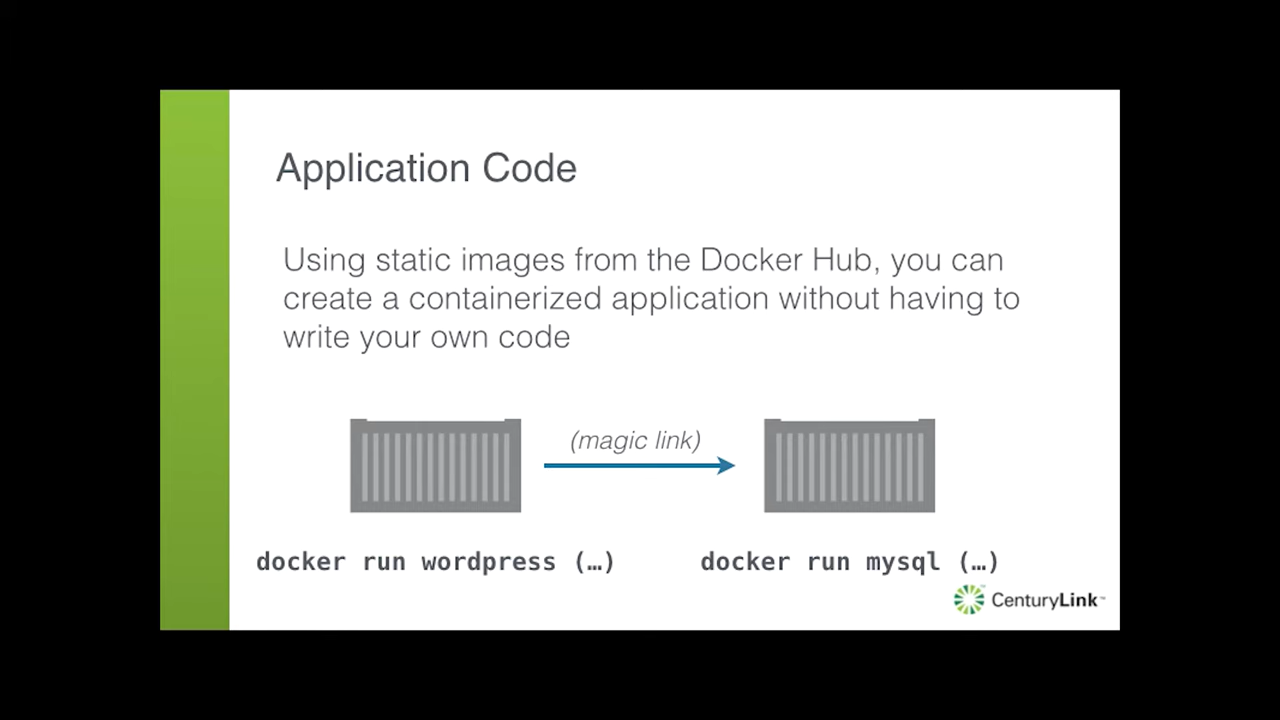 Application Code
Using static images from the Docker Hub, you can
create a containerized application without having to
write your own code
(magic link)
docker run wordpress (…)
docker run mysql (…)
CenturyLink™